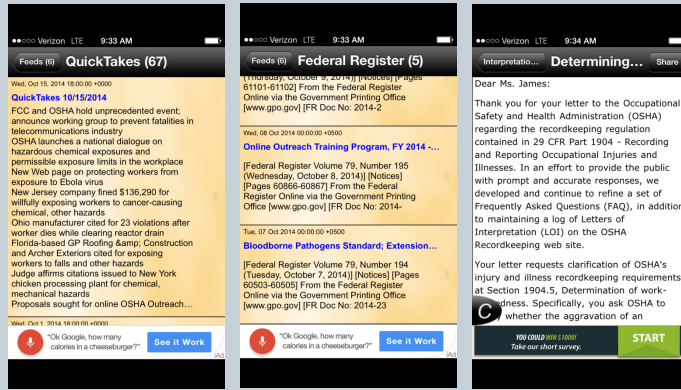 Verizon LTE 9:33 AM
Feeds (6) QuickTakes (67)
Wed, Oct 15, 2014 18:00:00 +0000
QuickTakes 10/15/2014
FCC and OSHA hold unprecedented event;
announce working group to prevent fatalities in
telecommunications industry
OSHA launches a national dialogue on
hazardous chemical exposures and
permissible exposure limits in the workplace
New Web page on protecting workers from
exposure to Ebola virus
New Jersey company fined $136,290 for
willfully exposing workers to cancer-causing
chemical, other hazards
Ohio manufacturer cited for 23 violations after
worker dies while clearing reactor drain
Florida-based GP Roofing &amp; Construction
and Archer Exteriors cited for exposing
workers to falls and other hazards
Judge affirms citations issued to New York
chicken processing plant for chemical,
mechanical hazards
Proposals sought for online OSHA Outreach...
Wed, Oct 1, 2014 18:00:00 +0000
"Ok Google, how many
calories in a cheeseburger?"
See it Work
iAd
Verizon LTE 9:33 AM
Feeds (6) Federal Register (5)
(Thursday, October 9, 2014)] [Notices] [Pages
61101-61102] From the Federal Register
Online via the Government Printing Office
[www.gpo.gov] [FR Doc No: 2014-2
Wed, 08 Oct 2014 00:00:00 +0500
Online Outreach Training Program, FY 2014 -...
[Federal Register Volume 79, Number 195
(Wednesday, October 8, 2014)] [Notices]
[Pages 60866-60867] From the Federal
Register Online via the Government Printing
Office [www.gpo.gov] [FR Doc No: 2014-
Tue, 07 Oct 2014 00:00:00 +0500
Bloodborne Pathogens Standard; Extension...
[Federal Register Volume 79, Number 194
(Tuesday, October 7, 2014)] [Notices] [Pages
60503-60505] From the Federal Register
Online via the Government Printing Office
[www.gpo.gov] [FR Doc No: 2014-23
"Ok Google, how many
calories in a cheeseburger?"
See it Work
iAd
Verizon LTE 9:34 AM
Interpretatio... Determining... Share
Dear Ms. James:
Thank you for your letter to the Occupational
Safety and Health Administration (OSHA)
regarding the recordkeeping regulation
contained in 29 CFR Part 1904 - Recording
and Reporting Occupational Injuries and
Illnesses. In an effort to provide the public
with prompt and accurate responses, we
developed and continue to refine a set of
Frequently Asked Questions (FAQ), in addition
to maintaining a log of Letters of
Interpretation (LOI) on the OSHA
Recordkeeping web site.
Your letter requests clarification of OSHA's
injury and illness recordkeeping requirements
at Section 1904.5, Determination of work-
edness. Specifically, you ask OSHA to
whether the aggravation of an
YOU COULD WIN $1000!
Take our short survey.
START